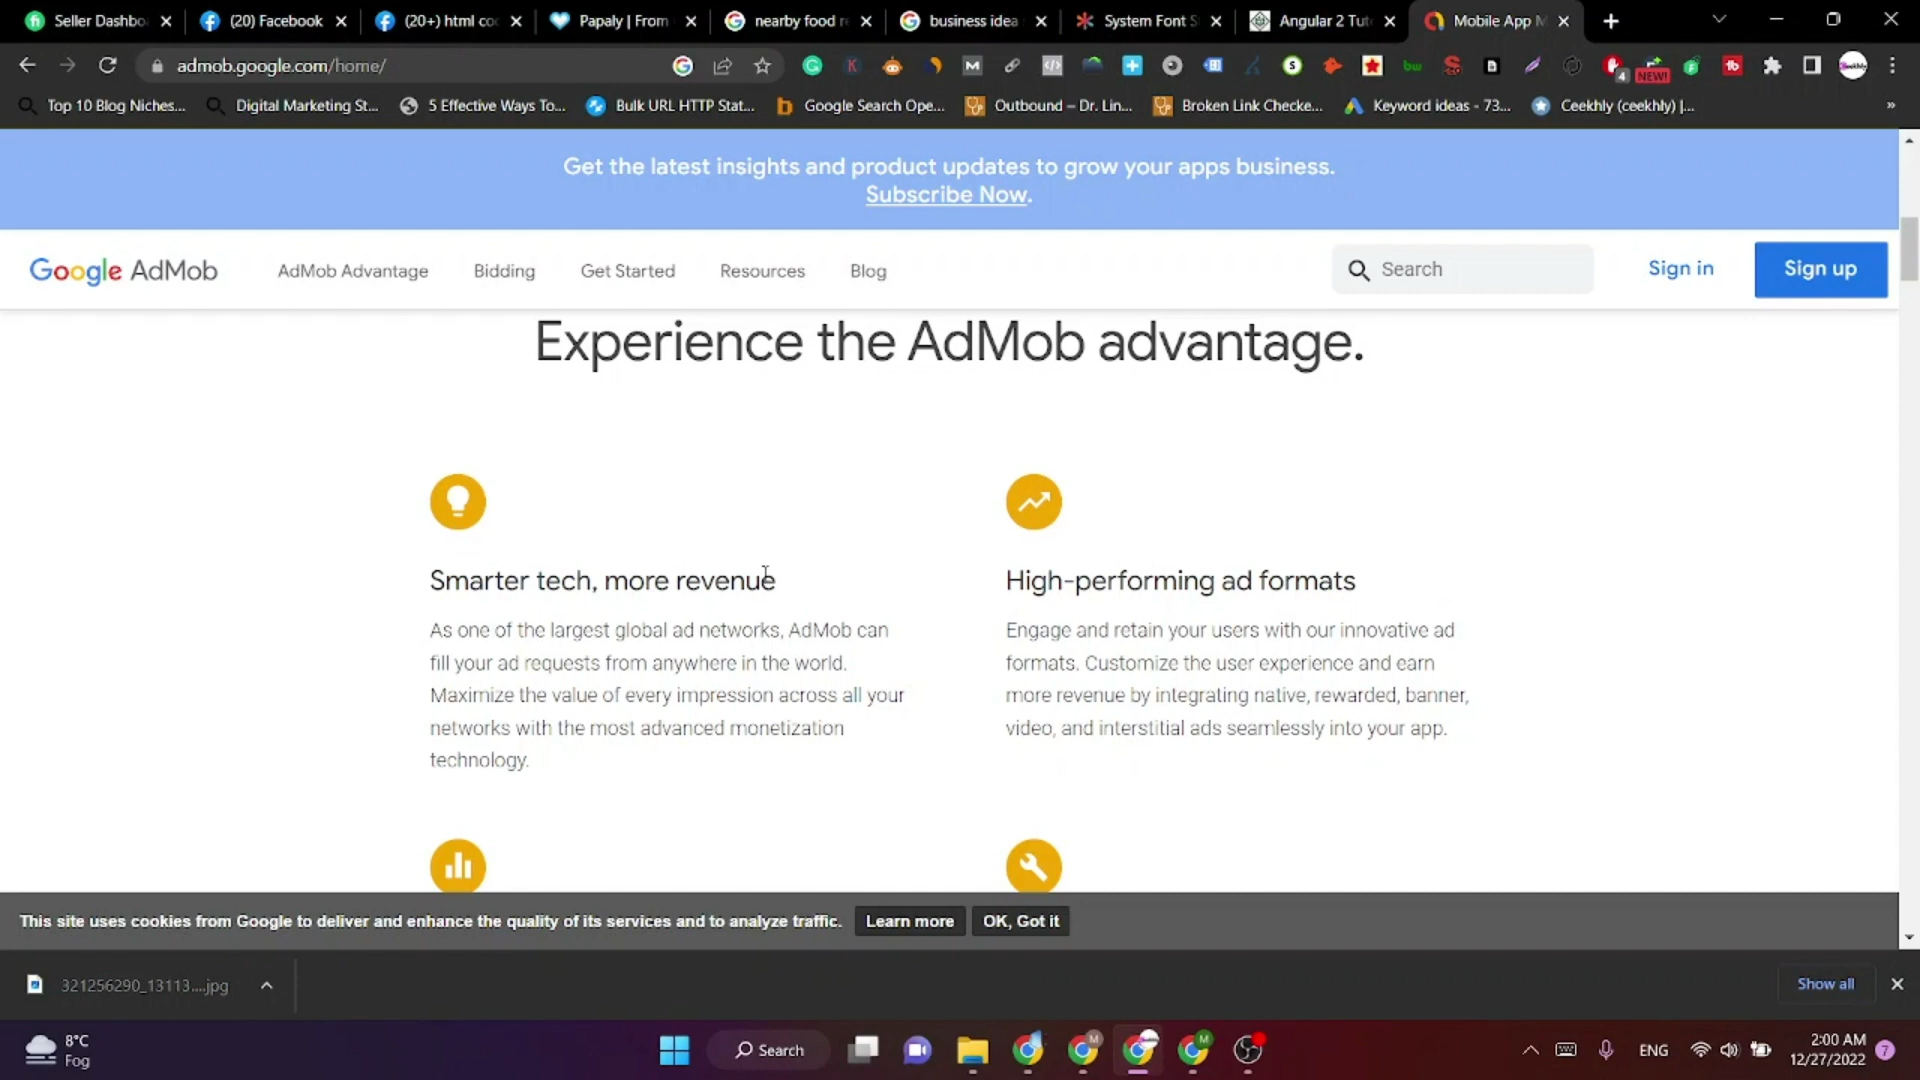 Seller Dashbo
(20) Facebook
(20+) html co
Papaly | From
nearby food r
business idea
System Font S
Angular 2 Tut
Mobile App M
admob.google.com/home/
NEW!
4
Top 10 Blog Niches...
Digital Marketing St...
5 Effective Ways To...
Bulk URL HTTP Stat...
Google Search Ope...
Outbound – Dr. Lin...
Broken Link Checke...
Keyword ideas - 73...
Ceekhly (ceekhly) |...
»
Get the latest insights and product updates to grow your apps business.
Subscribe Now.
Google AdMob
AdMob Advantage
Bidding
Get Started
Resources
Blog
Search
Sign in
Sign up
Experience the AdMob advantage.
Smarter tech, more revenue
As one of the largest global ad networks, AdMob can
fill your ad requests from anywhere in the world.
Maximize the value of every impression across all your
networks with the most advanced monetization
technology.
High-performing ad formats
Engage and retain your users with our innovative ad
formats. Customize the user experience and earn
more revenue by integrating native, rewarded, banner,
video, and interstitial ads seamlessly into your app.
This site uses cookies from Google to deliver and enhance the quality of its services and to analyze traffic.
Learn more
OK, Got it
321256290_13113....jpg
Show all
8°C
Fog
Search
ENG
2:00 AM
12/27/2022
7